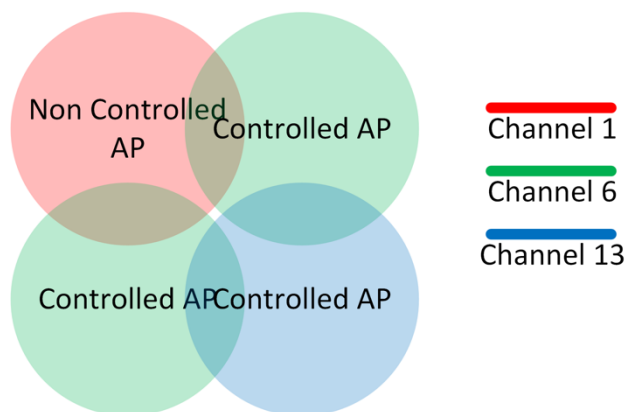 Non Controlled
AP
Controlled AP
Controlled AP
Controlled AP
Channel 1
Channel 6
Channel 13